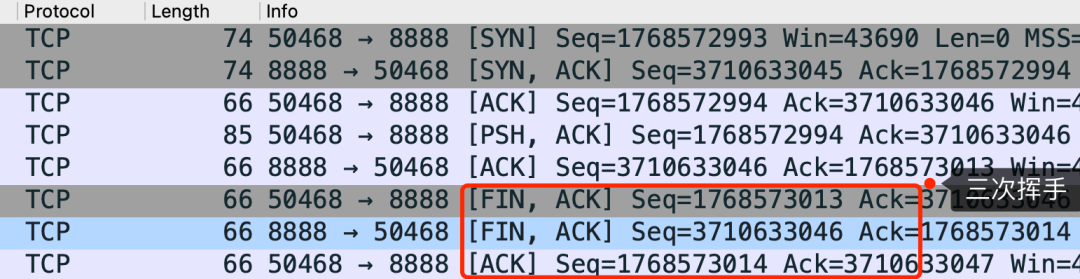 Protocol Length Info
TCP 74 50468 → 8888 [SYN] Seq=1768572993 Win=43690 Len=0 MSS=
TCP 74 8888 → 50468 [SYN, ACK] Seq=3710633045 Ack=1768572994
TCP 66 50468 → 8888 [ACK] Seq=1768572994 Ack=3710633046 Win=4
TCP 85 50468 → 8888 [PSH, ACK] Seq=1768572994 Ack=3710633046
TCP 66 8888 → 50468 [ACK] Seq=3710633046 Ack=1768573013 Win=4
TCP 66 50468 → 8888 [FIN, ACK] Seq=1768573013 Ack=3710633046
三次挥手
TCP 66 8888 → 50468 [FIN, ACK] Seq=3710633046 Ack=1768573014
TCP 66 50468 → 8888 [ACK] Seq=1768573014 Ack=3710633047 Win=4